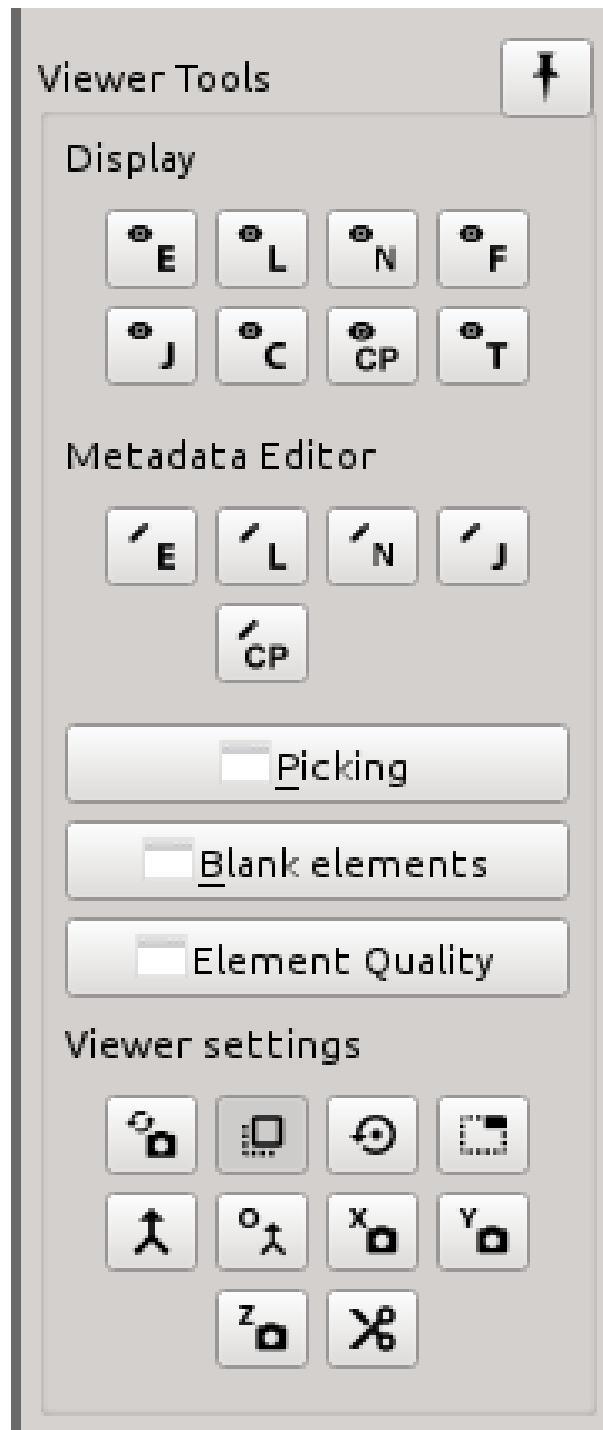 Viewer Tools
Display
E L N F
J C CP T
Metadata Editor
E L N J
CP
Picking
Blank elements
Element Quality
Viewer settings
O X Y
Z